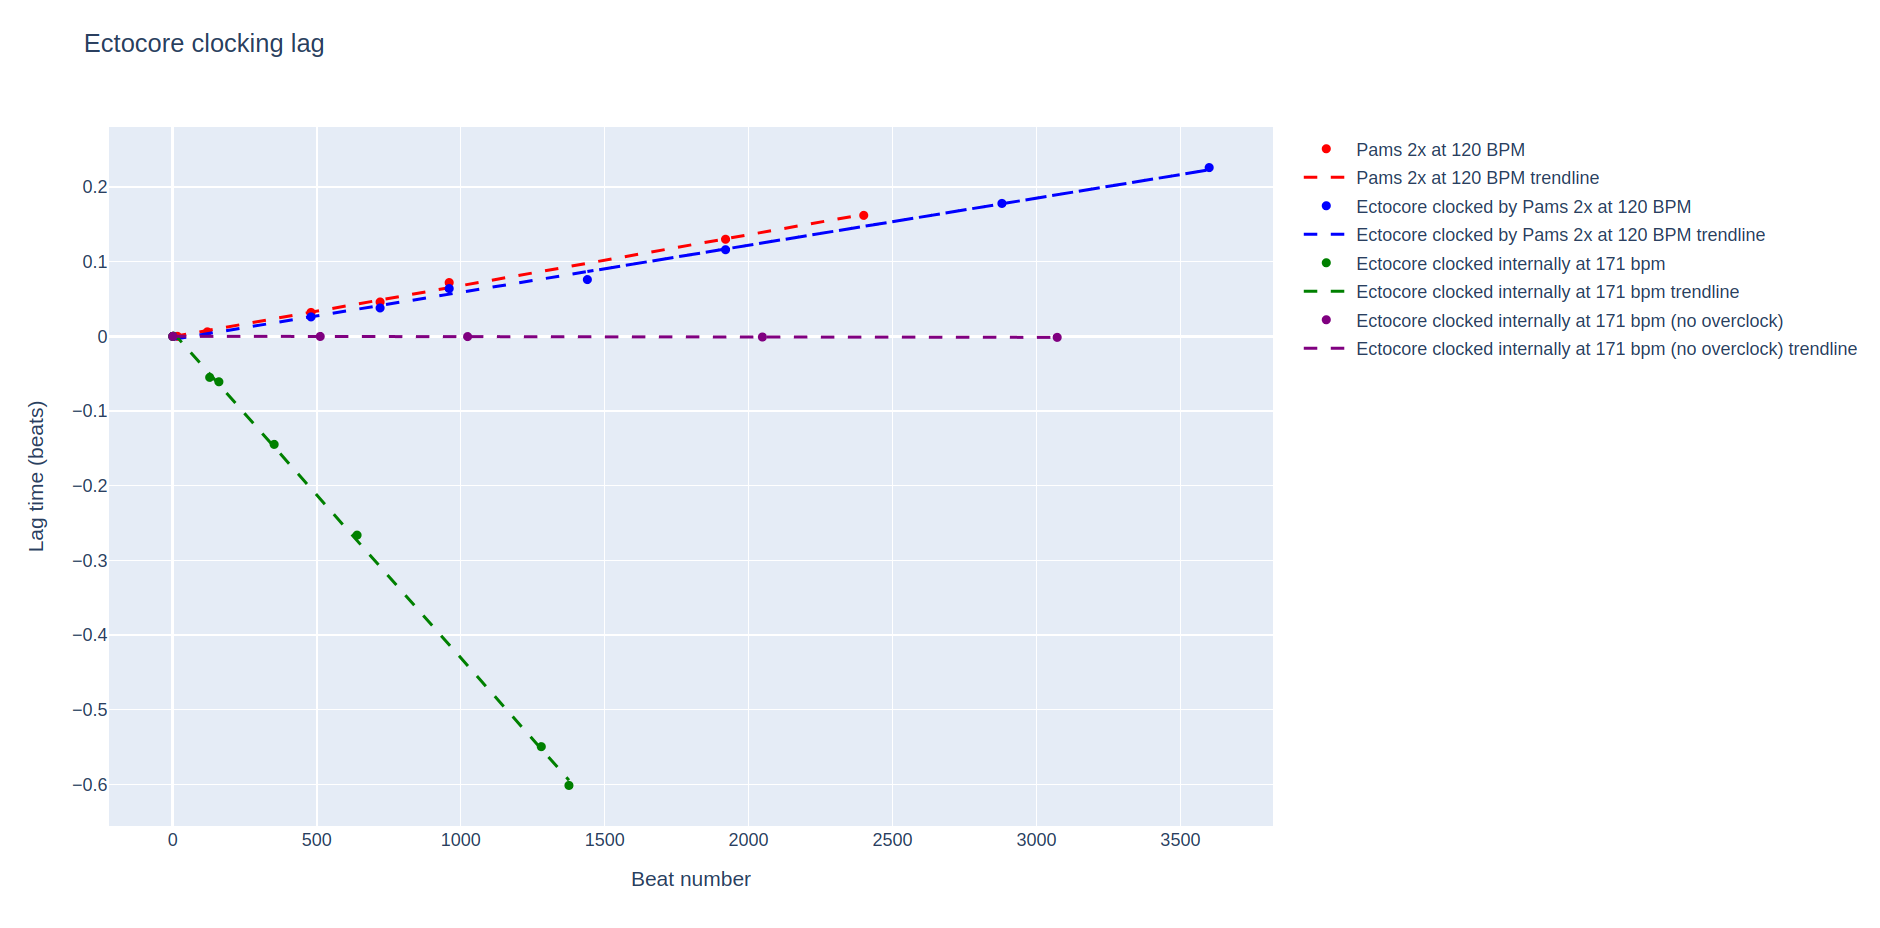 Ectocore clocking lag
Pams 2x at 120 BPM
Pams 2x at 120 BPM trendline
Ectocore clocked by Pams 2x at 120 BPM
Ectocore clocked by Pams 2x at 120 BPM trendline
Ectocore clocked internally at 171 bpm
Ectocore clocked internally at 171 bpm trendline
Ectocore clocked internally at 171 bpm (no overclock)
Ectocore clocked internally at 171 bpm (no overclock) trendline
Lag time (beats)
0.2
0.1
0
−0.1
−0.2
−0.3
−0.4
−0.5
−0.6
0 500 1000 1500 2000 2500 3000 3500
Beat number